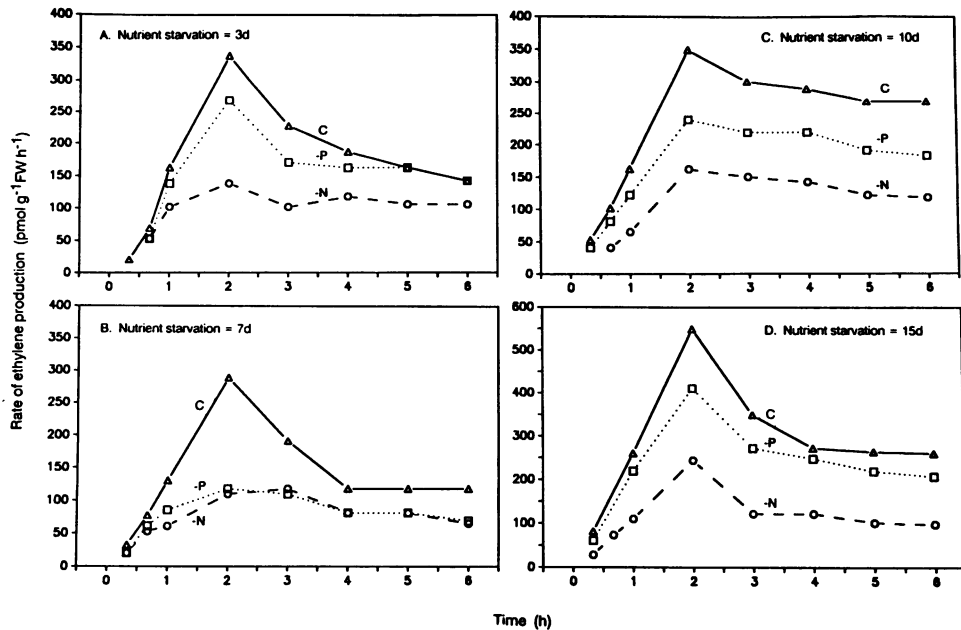 Rate of ethylene production (pmol g⁻¹FW h⁻¹)
A. Nutrient starvation = 3d
400
350
300
250
200
150
100
50
0
C
-P
-N
0 1 2 3 4 5 6
C. Nutrient starvation = 10d
400
350
300
250
200
150
100
50
0
C
-P
-N
0 1 2 3 4 5 6
B. Nutrient starvation = 7d
400
350
300
250
200
150
100
50
0
C
-P
-N
0 1 2 3 4 5 6
D. Nutrient starvation = 15d
600
500
400
300
200
100
0
C
-P
-N
0 1 2 3 4 5 6
Time (h)